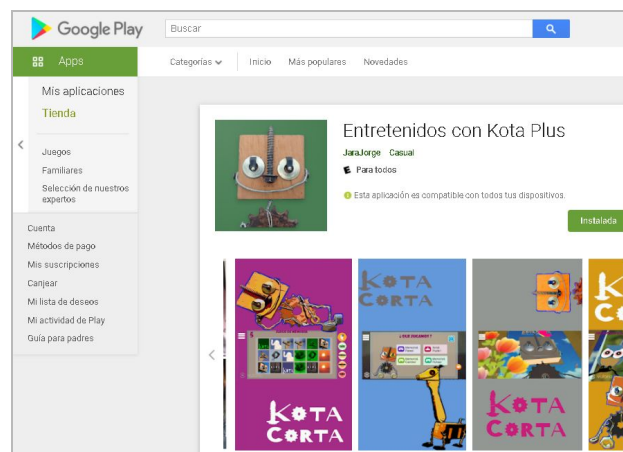 Google Play
Buscar
Apps
Categorías
Inicio
Más populares
Novedades
Mis aplicaciones
Tienda
Juegos
Familiares
Selección de nuestros
expertos
Cuenta
Métodos de pago
Mis suscripciones
Canjear
Mi lista de deseos
Mi actividad de Play
Guía para padres
Entretenidos con Kota Plus
JaraJorge Casual
E Para todos
Esta aplicación es compatible con todos tus dispositivos.
Instalada
KOTA
CORTA
KOTA
CORTA
KOTA
CORTA